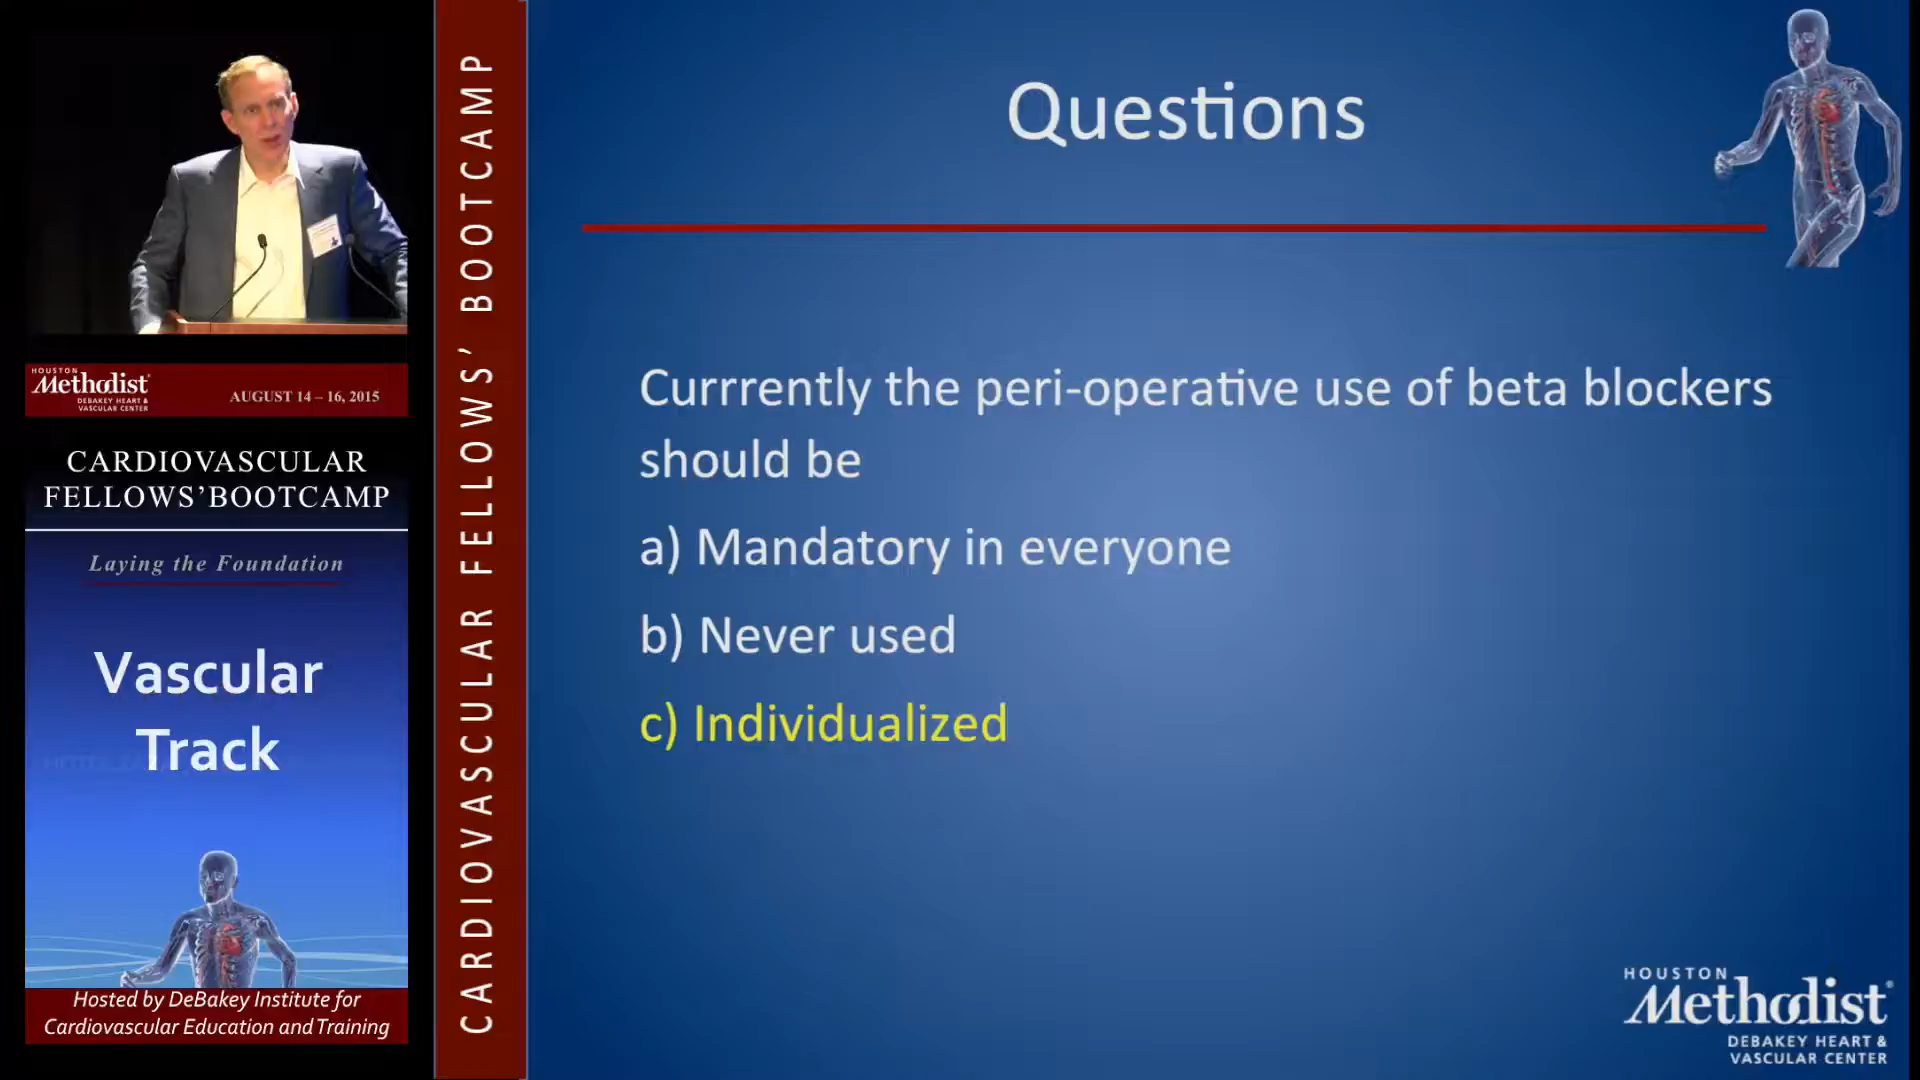 HOUSTON
Methodist
DEBAKEY HEART &
VASCULAR CENTER
AUGUST 14 – 16, 2015
CARDIOVASCULAR
FELLOWS'BOOTCAMP
Laying the Foundation
Vascular
Track
Hosted by DeBakey Institute for
Cardiovascular Education and Training
CARDIOVASCULAR FELLOWS' BOOTCAMP
Questions
Currrently the peri-operative use of beta blockers
should be
a) Mandatory in everyone
b) Never used
c) Individualized
HOUSTON
Methodist
DEBAKEY HEART &
VASCULAR CENTER